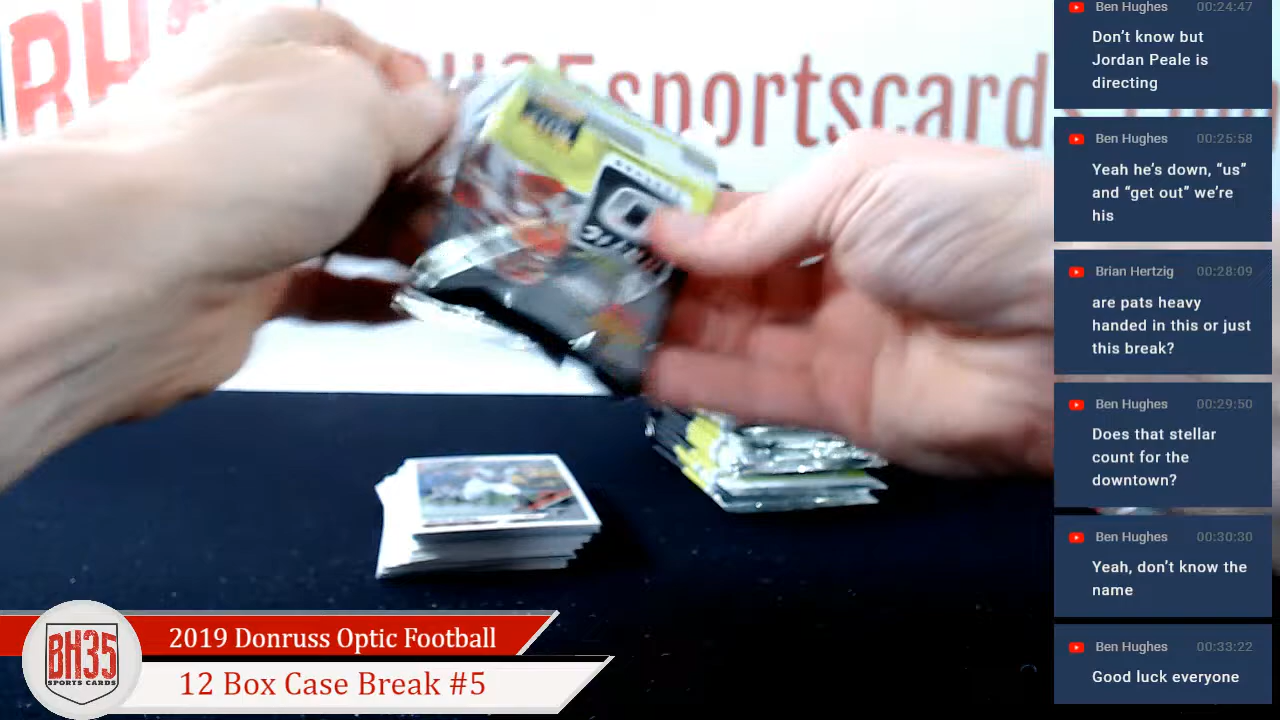 BH35sportscards
Ben Hughes 00:24:47
Don't know but
Jordan Peale is
directing
Ben Hughes 00:25:58
Yeah he's down, “us”
and “get out” we're
his
Brian Hertzig 00:28:09
are pats heavy
handed in this or just
this break?
Ben Hughes 00:29:50
Does that stellar
count for the
downtown?
Ben Hughes 00:30:30
Yeah, don't know the
name
Ben Hughes 00:33:22
Good luck everyone
BH35
SPORTS CARDS
2019 Donruss Optic Football
12 Box Case Break #5